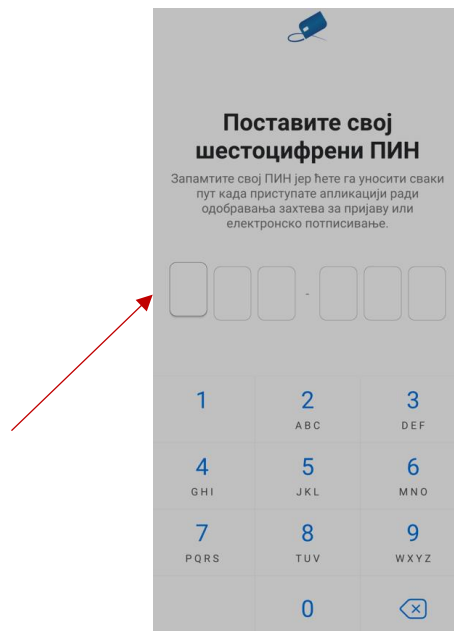 Поставите свој
шестоцифрени ПИН
Запамтите свој ПИН јер ћете га уносити сваки
пут када приступате апликацији ради
одобравања захтева за пријаву или
електронско потписивање.
-
1 2 3
ABC DEF
4 5 6
GHI JKL MNO
7 8 9
PQRS TUV WXYZ
0